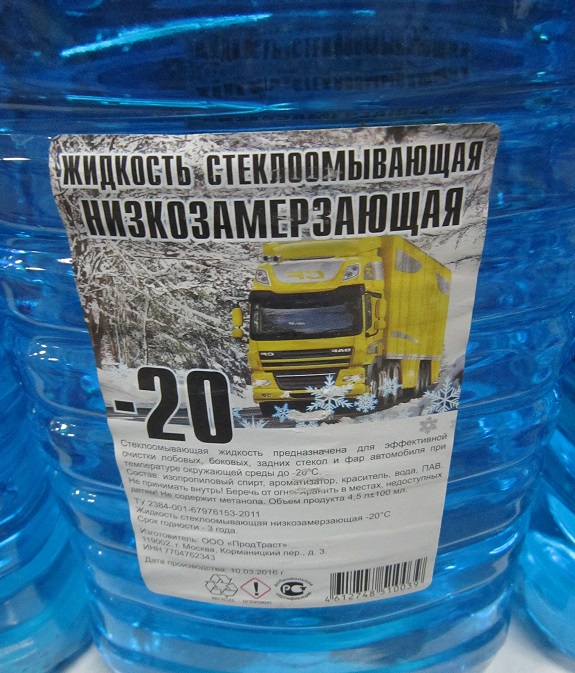 ЖИДКОСТЬ СТЕКЛООМЫВАЮЩАЯ
НИЗКОЗАМЕРЗАЮЩАЯ
-20
Стеклоомывающая жидкость предназначена для эффективной
очистки лобовых, боковых, задних стекол и фар автомобиля при
температуре окружающей среды до -20°С.
Состав: изопропиловый спирт, ароматизатор, краситель, вода, ПАВ.
Не принимать внутрь! Беречь от огня хранить в местах, недоступных
детям! Не содержит метанола. Объем продукта 4,5 л±100 мл.
ТУ 2384-001-67976153-2011
Жидкость стеклоомывающая низкозамерзающая -20°С
Срок годности - 3 года
Изготовитель: ООО «ПродТраст»
119002, г. Москва, Карманицкий пер., д. 3.
ИНН 7704762343
Дата производства: 10.03.2016 г